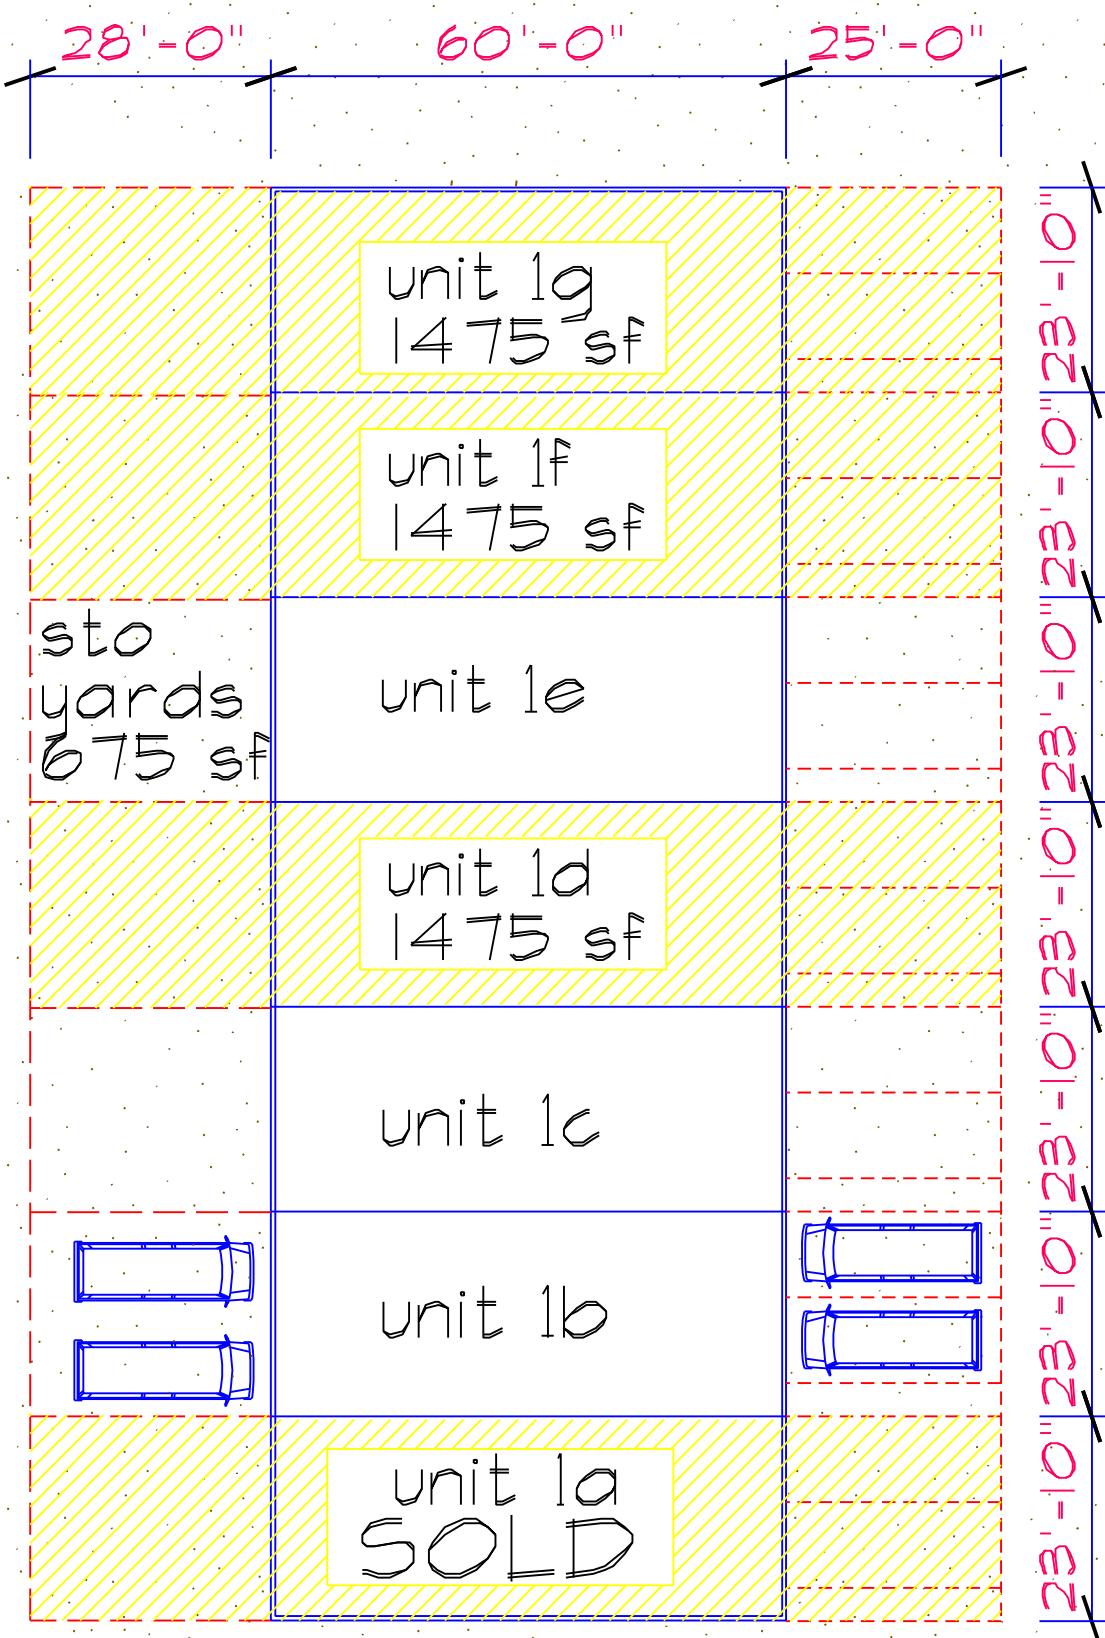 28'-0" 60'-0" 25'-0"
unit 1g
1475 sf
23'-10"
unit 1f
1475 sf
23'-10"
sto
yards
675 sf
unit 1e
23'-10"
unit 1d
1475 sf
23'-10"
unit 1c
23'-10"
unit 1b
23'-10"
unit 1a
SOLD
23'-10"